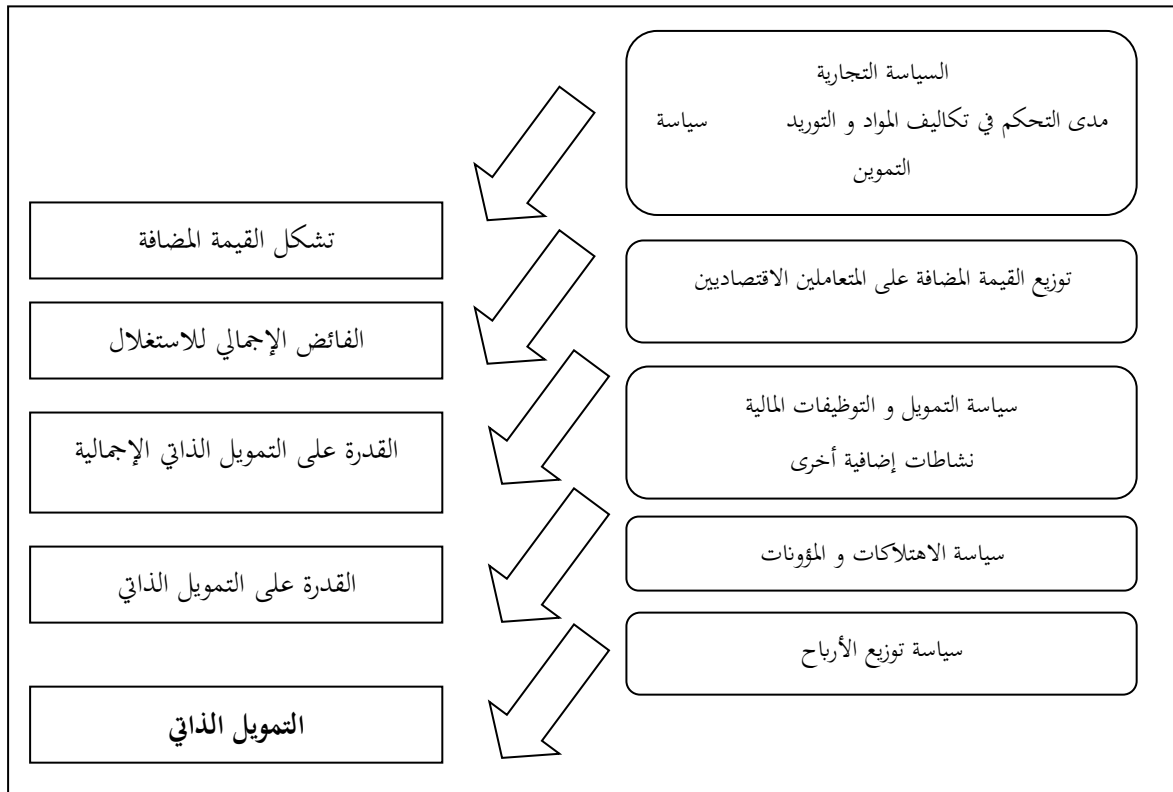 السياسة التجارية
مدى التحكم في تكاليف المواد و التوريد سياسة
التموين
تشكل القيمة المضافة
توزيع القيمة المضافة على المتعاملين الاقتصاديين
الفائض الإجمالي للاستغلال
سياسة التمويل و التوظيفات المالية
نشاطات إضافية أخرى
القدرة على التمويل الذاتي الإجمالية
سياسة الاهتلاكات و المؤونات
القدرة على التمويل الذاتي
سياسة توزيع الأرباح
التمويل الذاتي